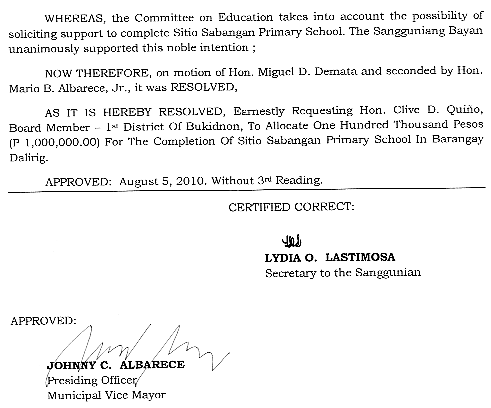 WHEREAS, the Committee on Education takes into account the possibility of
soliciting support to complete Sitio Sabangan Primary School. The Sangguniang Bayan
unanimously supported this noble intention ;
NOW THEREFORE, on motion of Hon. Miguel D. Demata and seconded by Hon.
Mario B. Albarece, Jr., it was RESOLVED,
AS IT IS HEREBY RESOLVED, Earnestly Requesting Hon. Clive D. Quiño,
Board Member – 1st District Of Bukidnon, To Allocate One Hundred Thousand Pesos
(P 1,000,000.00) For The Completion Of Sitio Sabangan Primary School In Barangay
Dalirig.
APPROVED: August 5, 2010. Without 3rd Reading.
CERTIFIED CORRECT:
LYDIA O. LASTIMOSA
Secretary to the Sanggunian
APPROVED:
JOHNNY C. ALBARECE
Presiding Officer
Municipal Vice Mayor